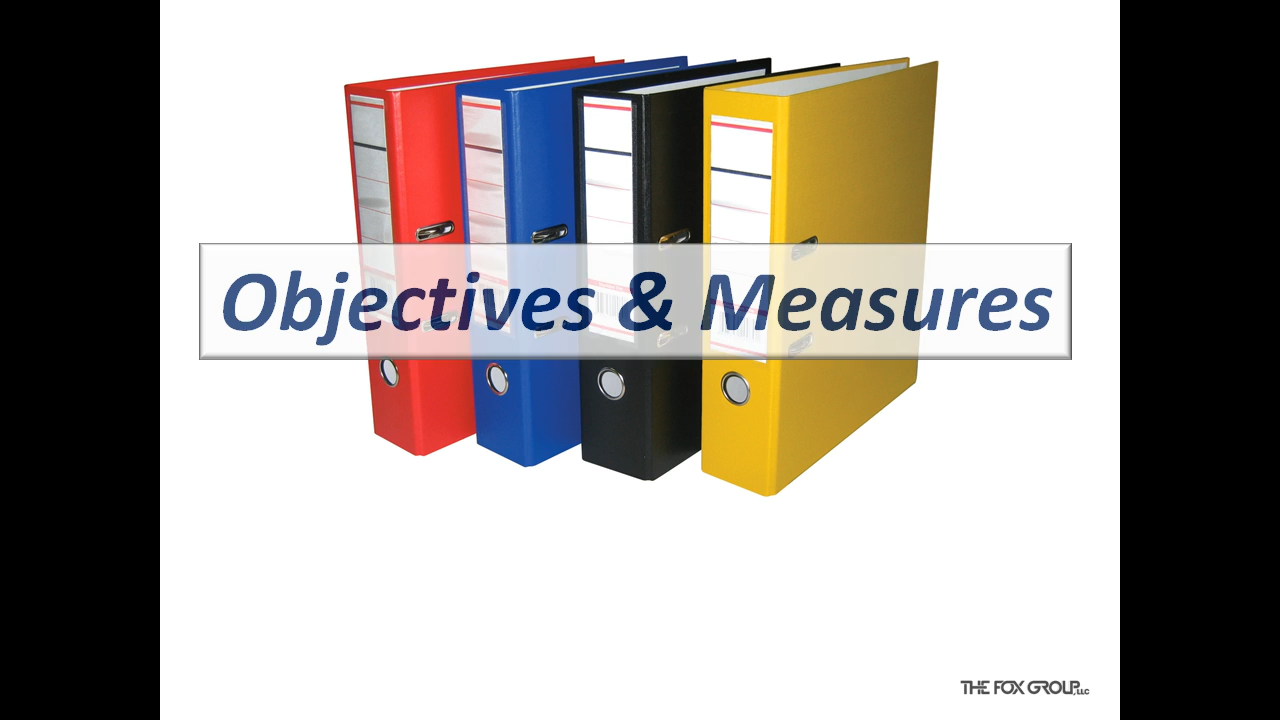 Objectives & Measures
THE FOX GROUP, LLC